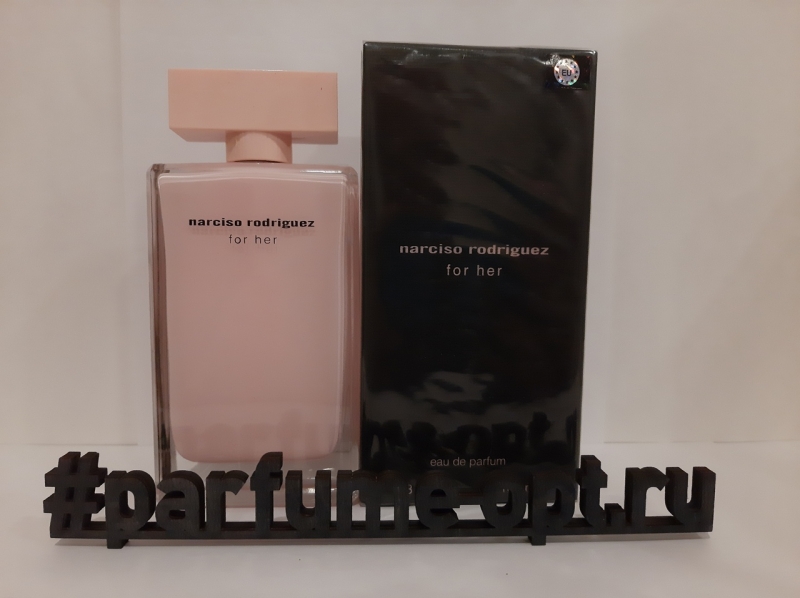 narciso rodriguez
for her
EU
narciso rodriguez
for her
eau de parfum
#parfume-opt.ru